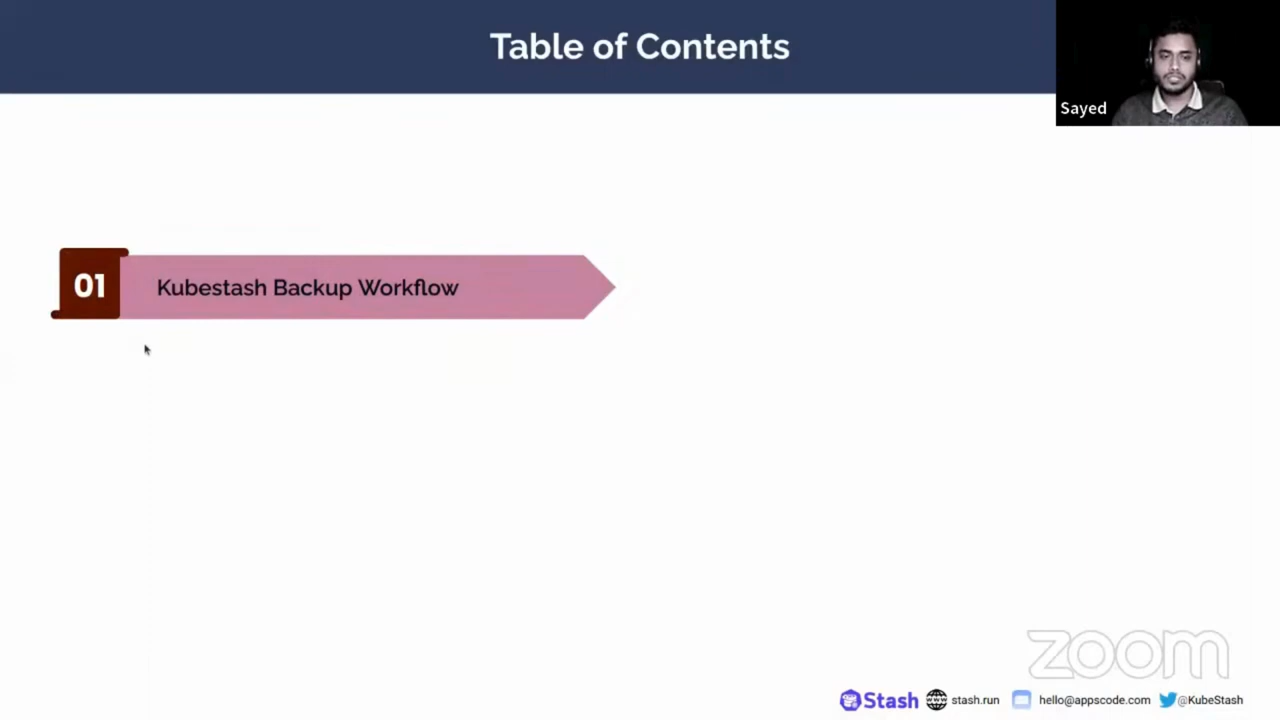 Table of Contents
Sayed
01
Kubestash Backup Workflow
zoom
Stash
stash.run
hello@appscode.com
@KubeStash